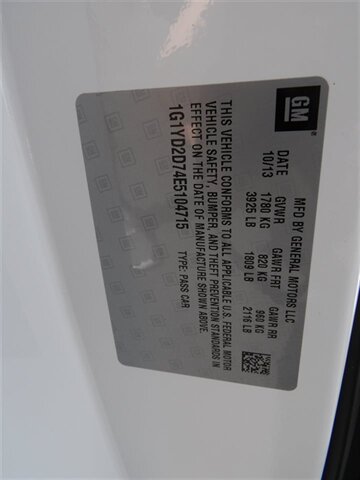 GM
MFD BY GENERAL MOTORS LLC
DATE GVWR GAWR FRT GAWR RR
10/13 1780 KG 820 KG 960 KG
3925 LB 1809 LB 2116 LB
THIS VEHICLE CONFORMS TO ALL APPLICABLE U.S. FEDERAL MOTOR
VEHICLE SAFETY, BUMPER, AND THEFT PREVENTION STANDARDS IN
EFFECT ON THE DATE OF MANUFACTURE SHOWN ABOVE.
1G1YD2D74E5104715 TYPE: PASS CAR